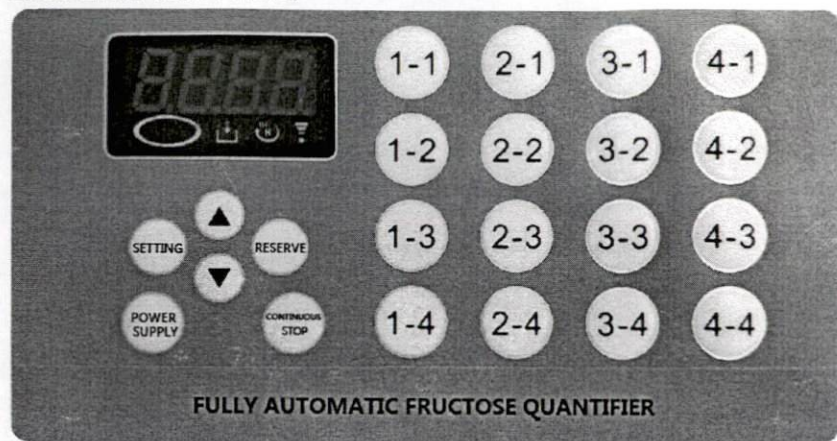 8888
1-1 2-1 3-1 4-1
1-2 2-2 3-2 4-2
SETTING
▲
RESERVE
▼
1-3 2-3 3-3 4-3
POWER
SUPPLY
CONTINUOUS
STOP
1-4 2-4 3-4 4-4
FULLY AUTOMATIC FRUCTOSE QUANTIFIER